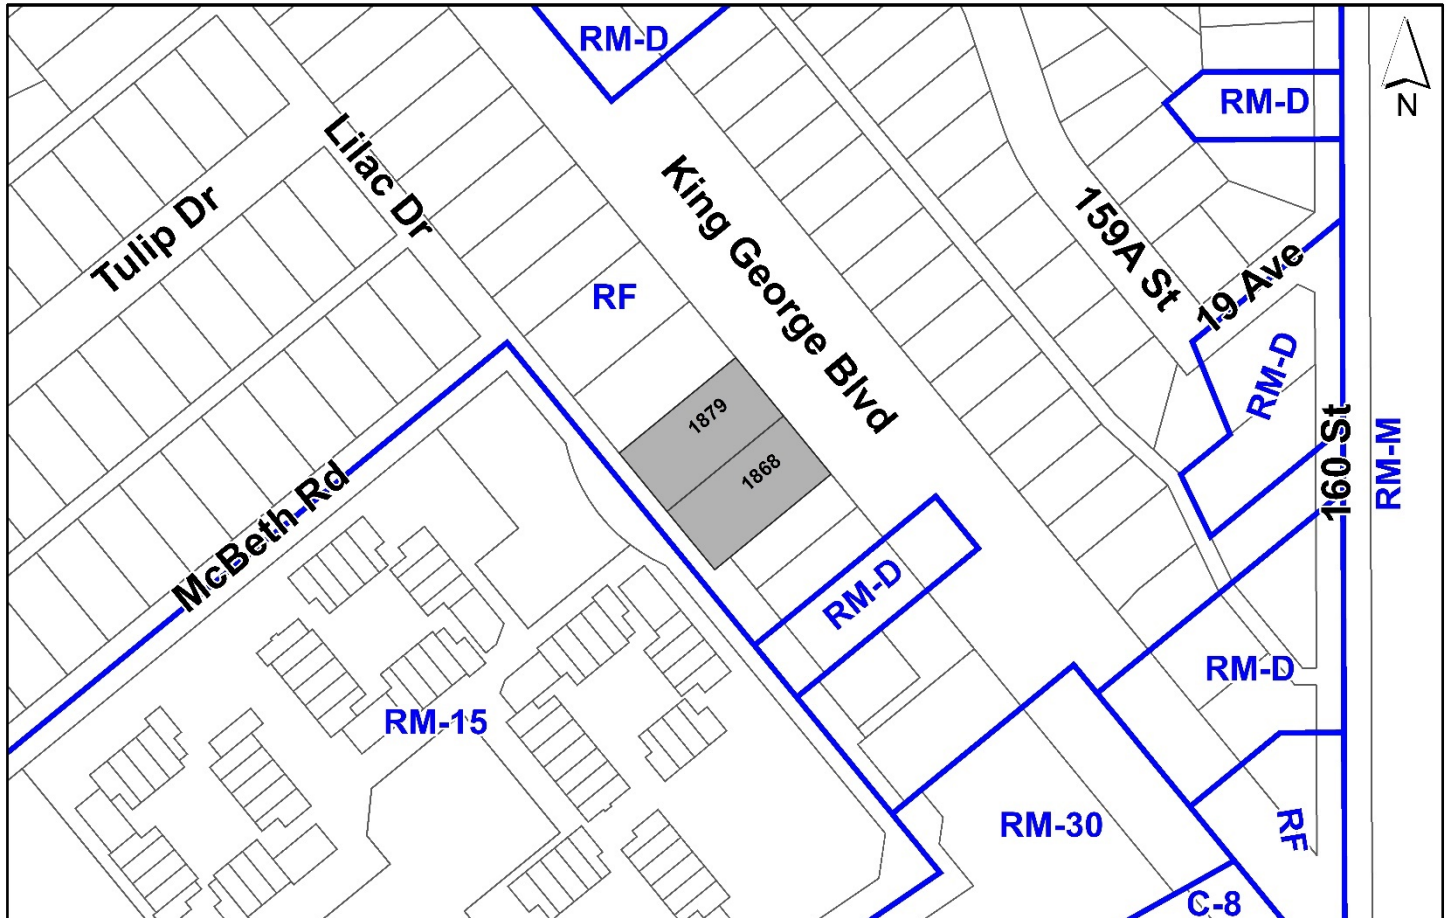 RM-D
RM-D
N
Lilac Dr
Tulip Dr
King George Blvd
159A St
19 Ave
RF
RM-D
1879
160 St
RM-M
1868
McBeth Rd
RM-D
RM-D
RM-15
RM-30
RF
C-8